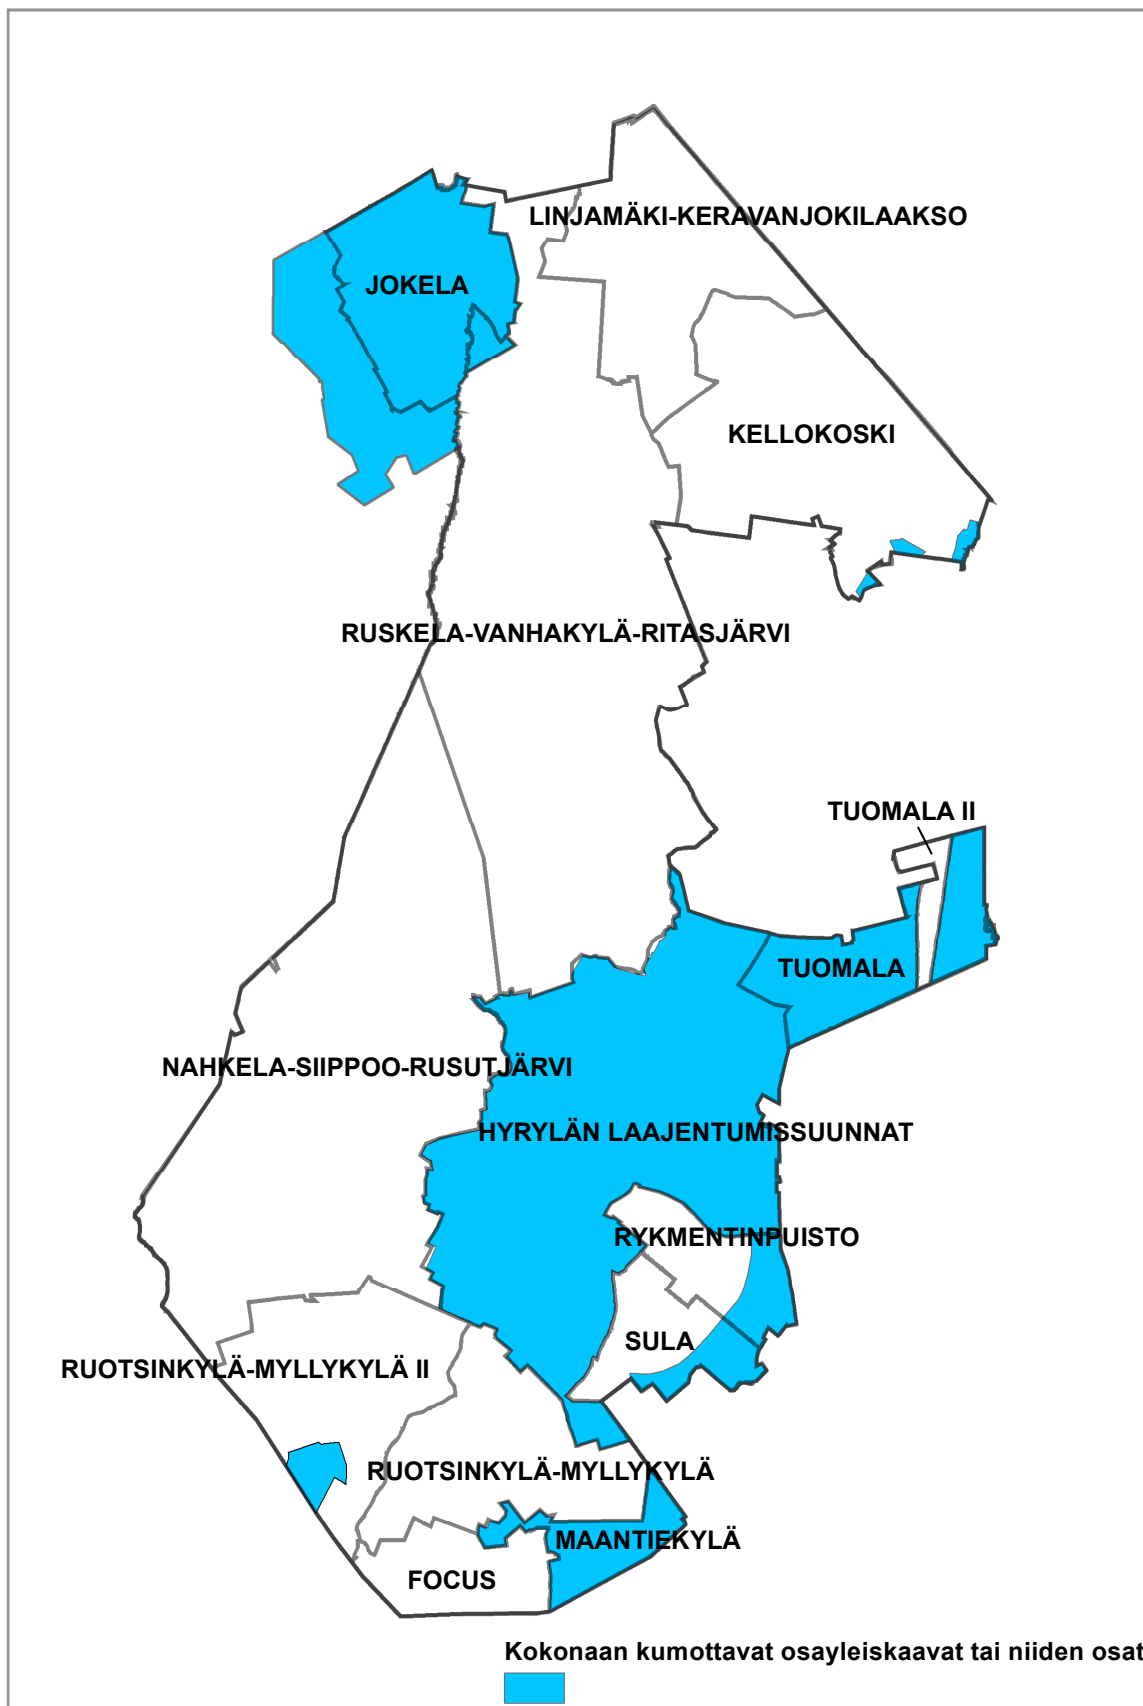 LINJAMÄKI-KERAVANJOKILAAKSO
JOKELA
KELLOKOSKI
RUSKELA-VANHAKYLÄ-RITASJÄRVI
TUOMALA II
TUOMALA
NAHKELA-SIIPPOO-RUSUTJÄRVI
HYRYLÄN LAAJENTUMISSUUNNAT
RYKMENTINPUISTO
SULA
RUOTSINKYLÄ-MYLLYKYLÄ II
RUOTSINKYLÄ-MYLLYKYLÄ
MAANTIEKYLÄ
FOCUS
Kokonaan kumottavat osayleiskaavat tai niiden osat